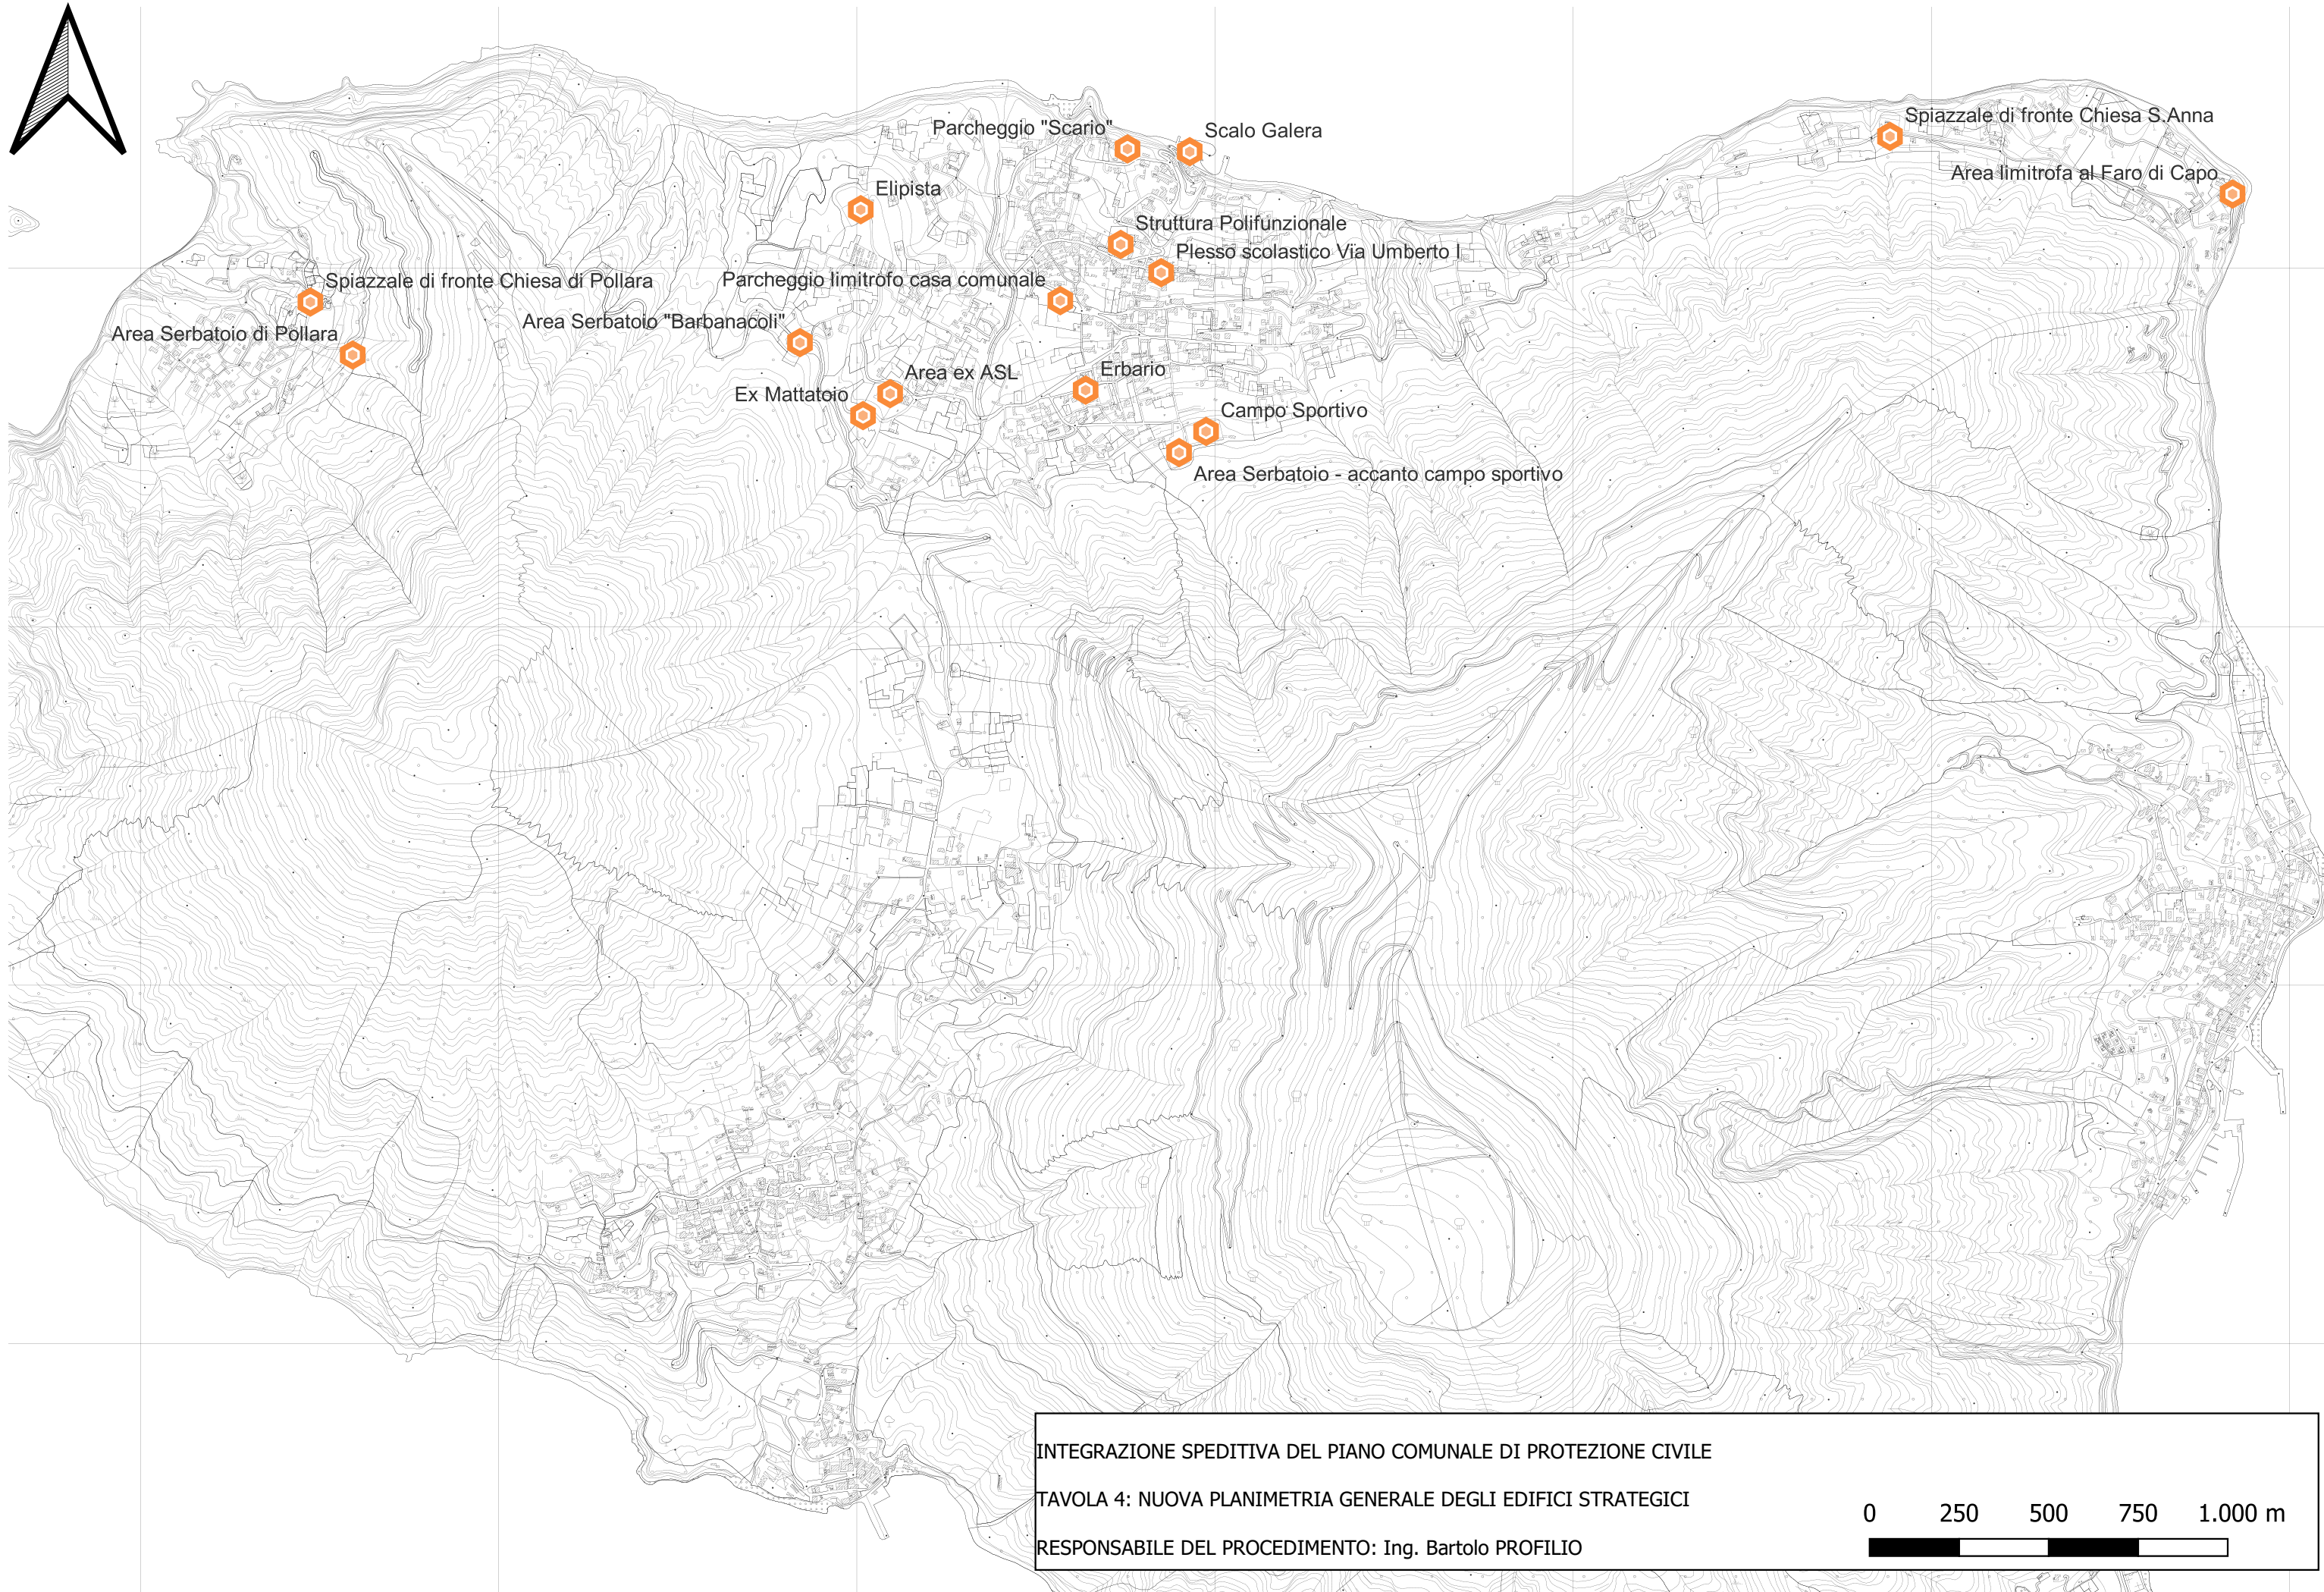 Spiazzale di fronte Chiesa S.Anna
Parcheggio "Scario"
Scalo Galera
Area limitrofa al Faro di Capo
Elipista
Struttura Polifunzionale
Plesso scolastico Via Umberto I
Spiazzale di fronte Chiesa di Pollara
Parcheggio limitrofo casa comunale
Area Serbatoio "Barbanacoli"
Area Serbatoio di Pollara
Area ex ASL
Erbario
Ex Mattatoio
Campo Sportivo
Area Serbatoio - accanto campo sportivo
INTEGRAZIONE SPEDITIVA DEL PIANO COMUNALE DI PROTEZIONE CIVILE
TAVOLA 4: NUOVA PLANIMETRIA GENERALE DEGLI EDIFICI STRATEGICI
RESPONSABILE DEL PROCEDIMENTO: Ing. Bartolo PROFILIO
0 250 500 750 1.000 m